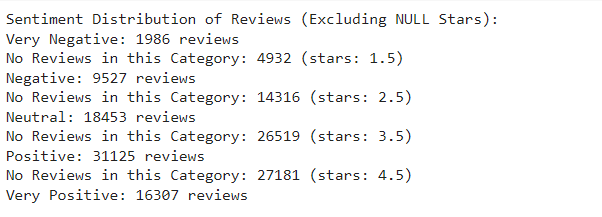 Sentiment Distribution of Reviews (Excluding NULL Stars):
Very Negative: 1986 reviews
No Reviews in this Category: 4932 (stars: 1.5)
Negative: 9527 reviews
No Reviews in this Category: 14316 (stars: 2.5)
Neutral: 18453 reviews
No Reviews in this Category: 26519 (stars: 3.5)
Positive: 31125 reviews
No Reviews in this Category: 27181 (stars: 4.5)
Very Positive: 16307 reviews